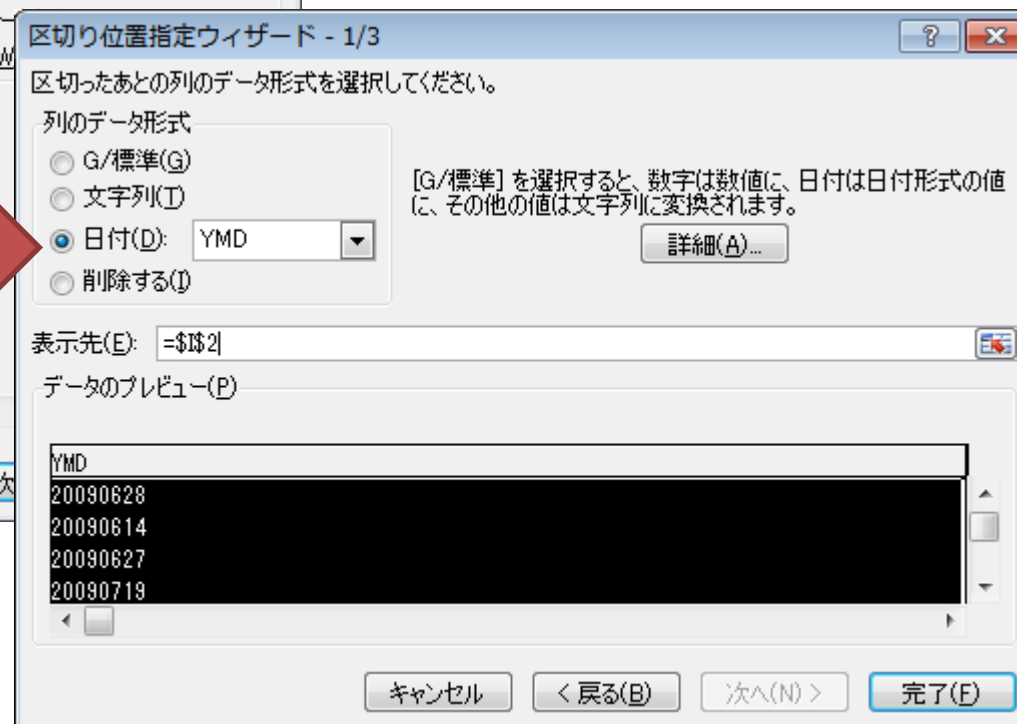 区切り位置指定ウィザード - 1/3
区切ったあとの列のデータ形式を選択してください。
列のデータ形式
G/標準(G)
文字列(T)
日付(D): YMD
削除する(I)
[G/標準] を選択すると、数字は数値に、日付は日付形式の値
に、その他の値は文字列に変換されます。
詳細(A)...
表示先(E): =$I$2
データのプレビュー(P)
YMD
20090628
20090614
20090627
20090719
次
キャンセル < 戻る(B) 次へ(N) > 完了(F)